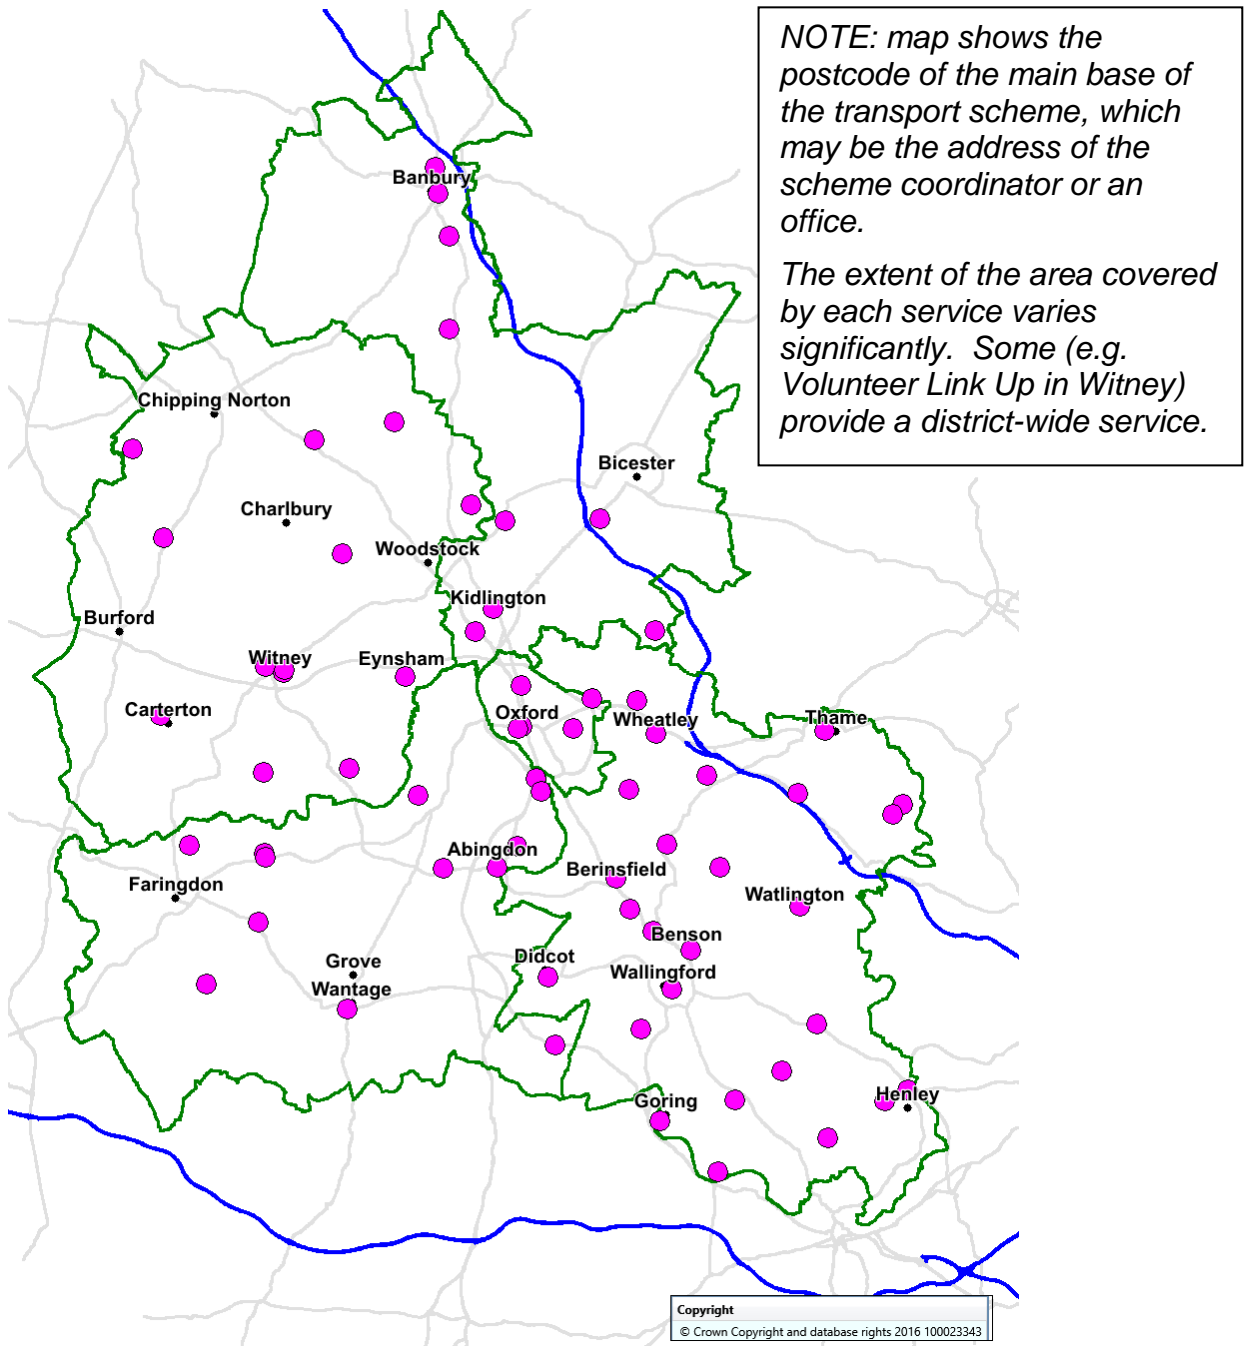 NOTE: map shows the
postcode of the main base of
the transport scheme, which
may be the address of the
scheme coordinator or an
office.
The extent of the area covered
by each service varies
significantly.  Some (e.g.
Volunteer Link Up in Witney)
provide a district-wide service.
Banbury
Chipping Norton
Bicester
Charlbury
Woodstock
Kidlington
Burford
Witney
Eynsham
Carterton
Oxford
Wheatley
Thame
Abingdon
Berinsfield
Faringdon
Watlington
Benson
Didcot
Grove
Wallingford
Wantage
Goring
Henley
Copyright
© Crown Copyright and database rights 2016 100023343